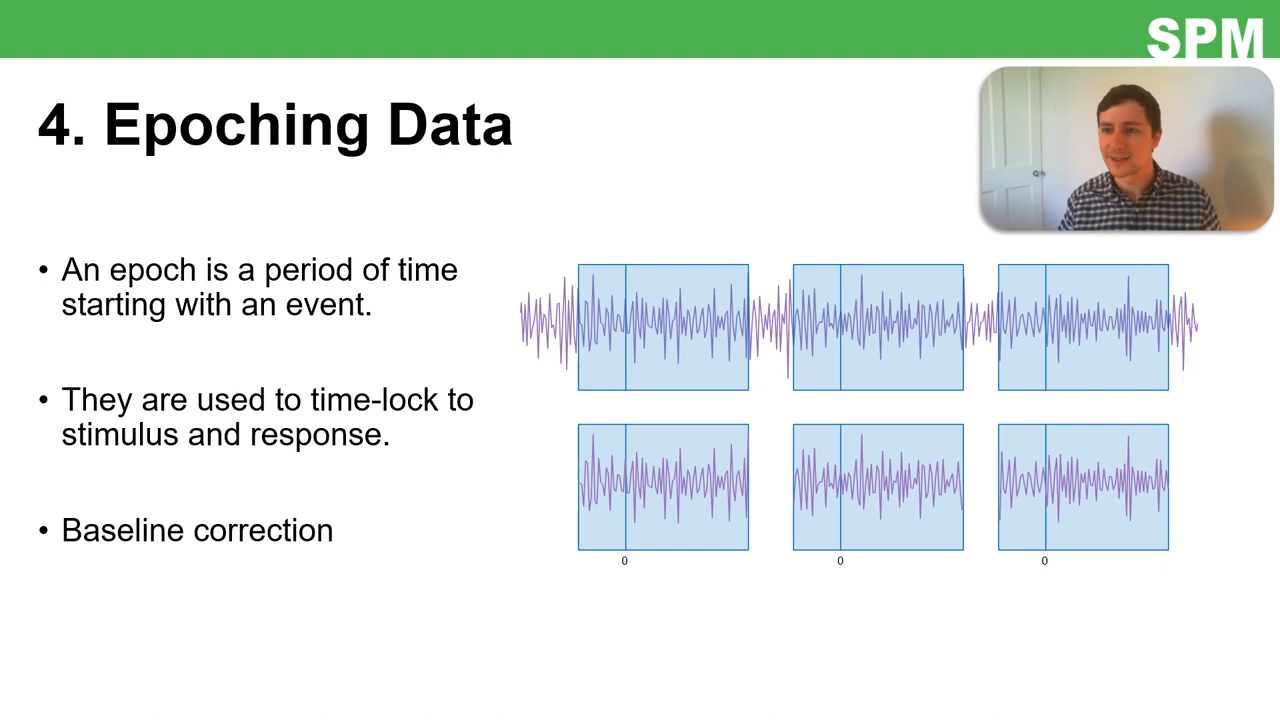 SPM
4. Epoching Data
• An epoch is a period of time
starting with an event.
• They are used to time-lock to
stimulus and response.
• Baseline correction
0
0
0